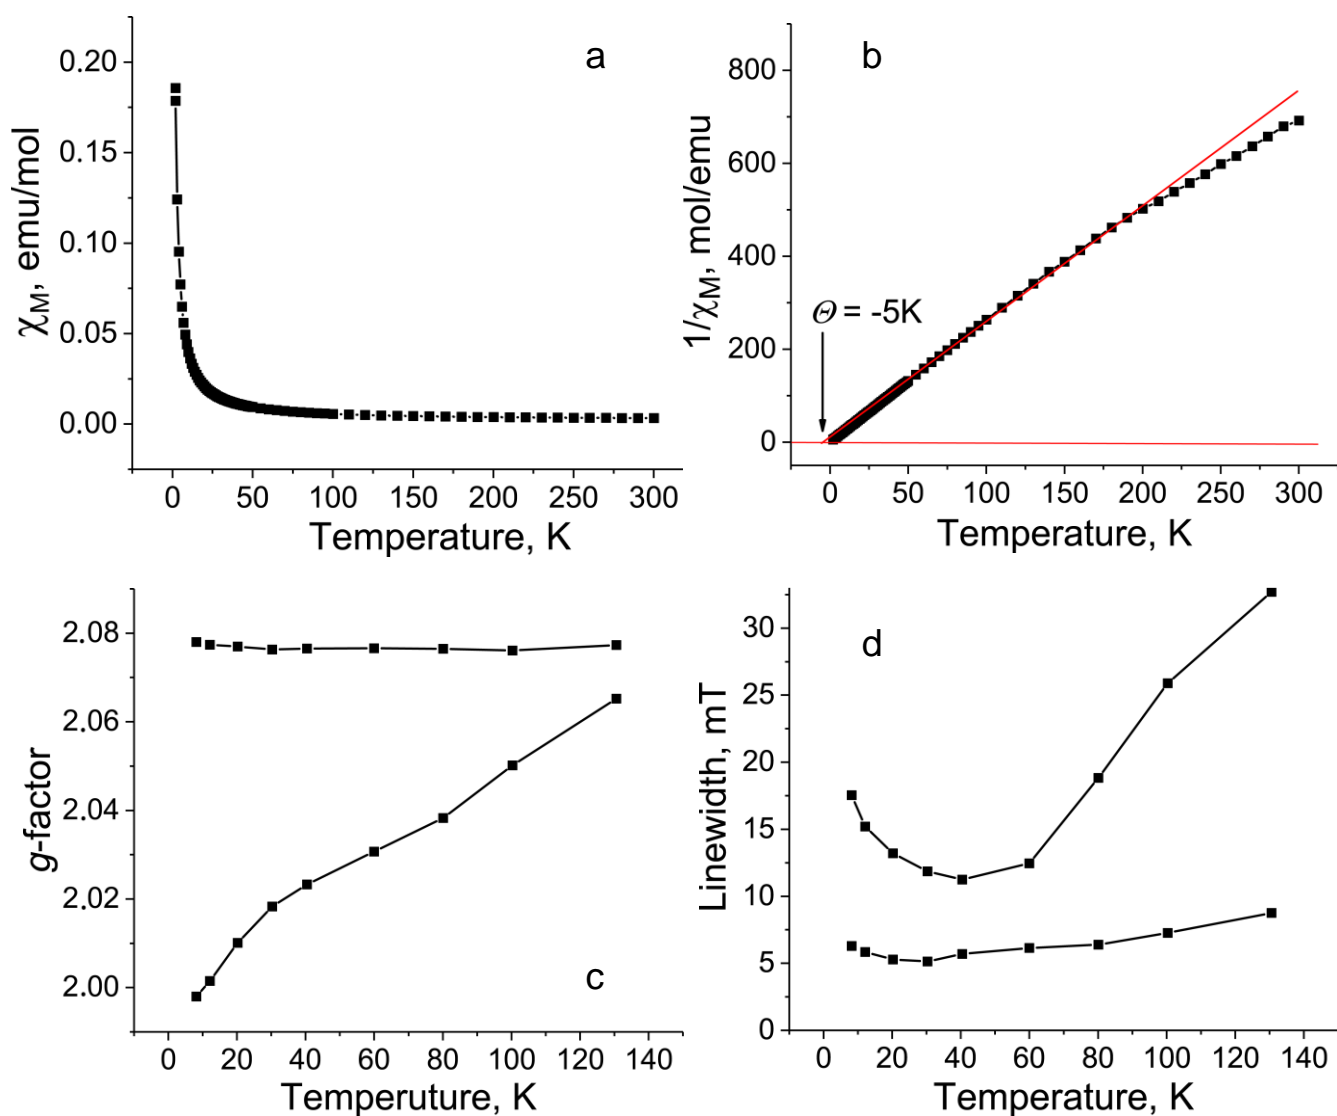 a
0.20
0.15
0.10
0.05
0.00
χM, emu/mol
0 50 100 150 200 250 300
Temperature, K
b
800
600
400
200
0
1/χM, mol/emu
Θ = -5K
0 50 100 150 200 250 300
Temperature, K
2.08
2.06
2.04
2.02
2.00
g-factor
c
0 20 40 60 80 100 120 140
Temperuture, K
d
30
25
20
15
10
5
0
Linewidth, mT
0 20 40 60 80 100 120 140
Temperature, K